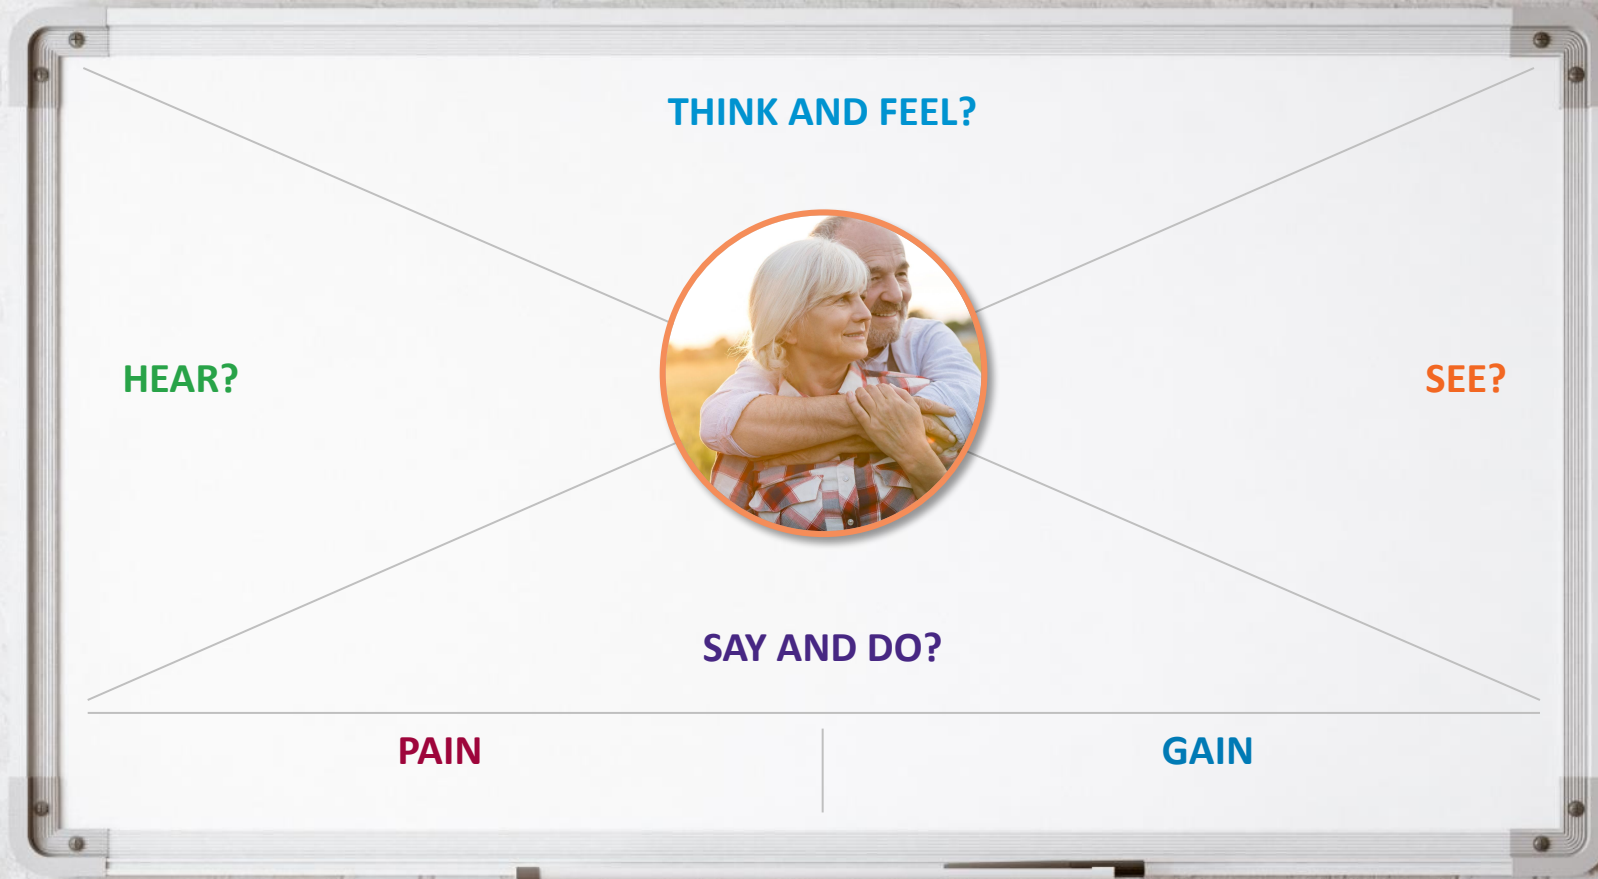 THINK AND FEEL?
HEAR?
SEE?
SAY AND DO?
PAIN
GAIN